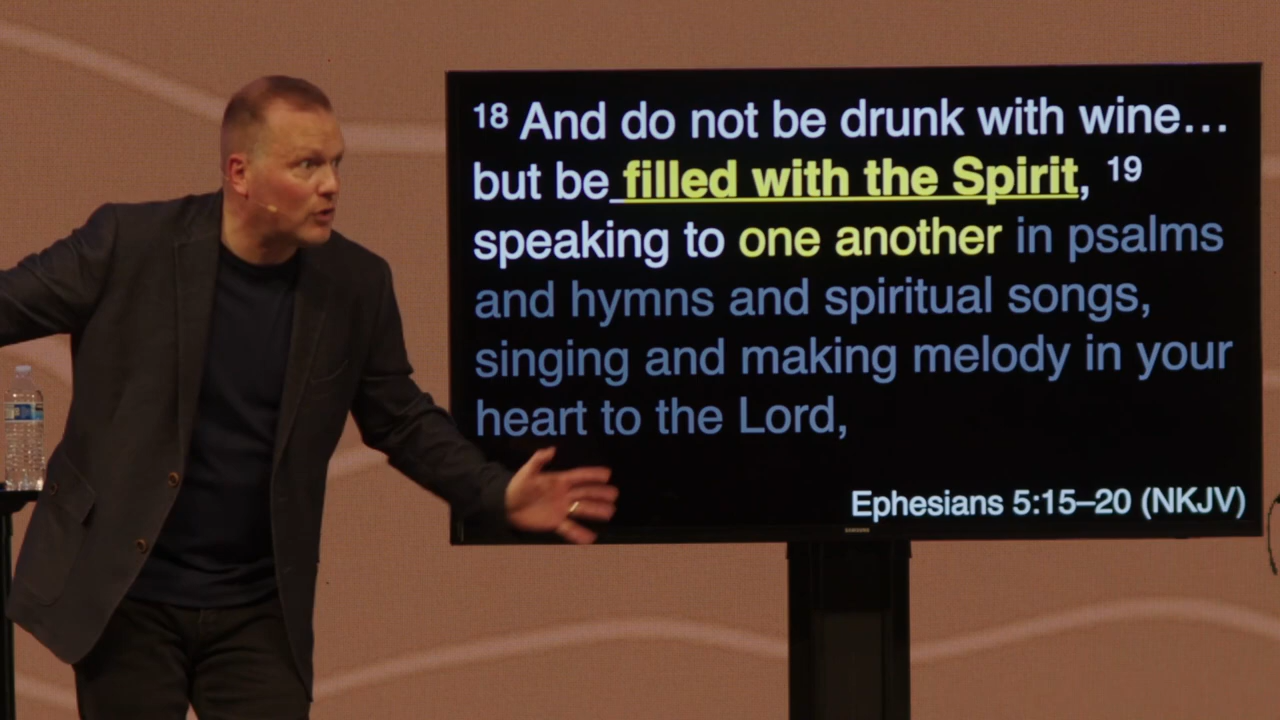 18 And do not be drunk with wine…
but be filled with the Spirit, 19
speaking to one another in psalms
and hymns and spiritual songs,
singing and making melody in your
heart to the Lord,
Ephesians 5:15–20 (NKJV)
SAMSUNG